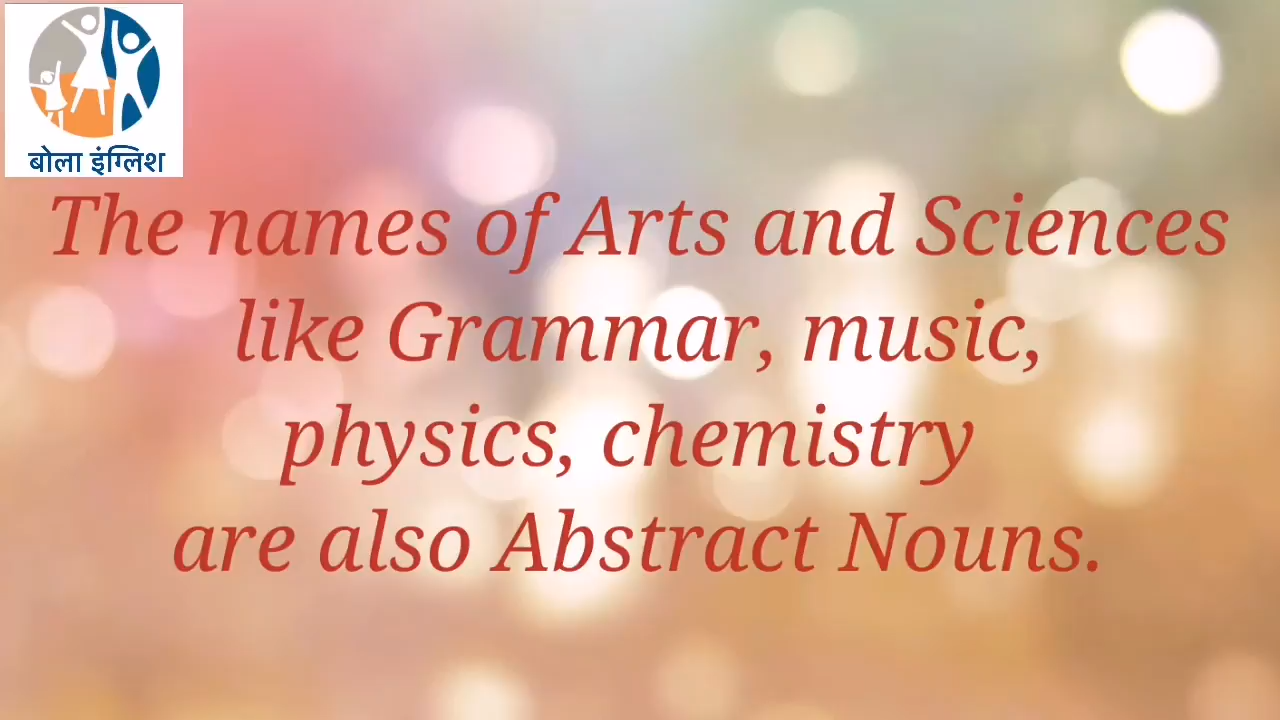 बोला इंग्लिश
The names of Arts and Sciences
like Grammar, music,
physics, chemistry
are also Abstract Nouns.